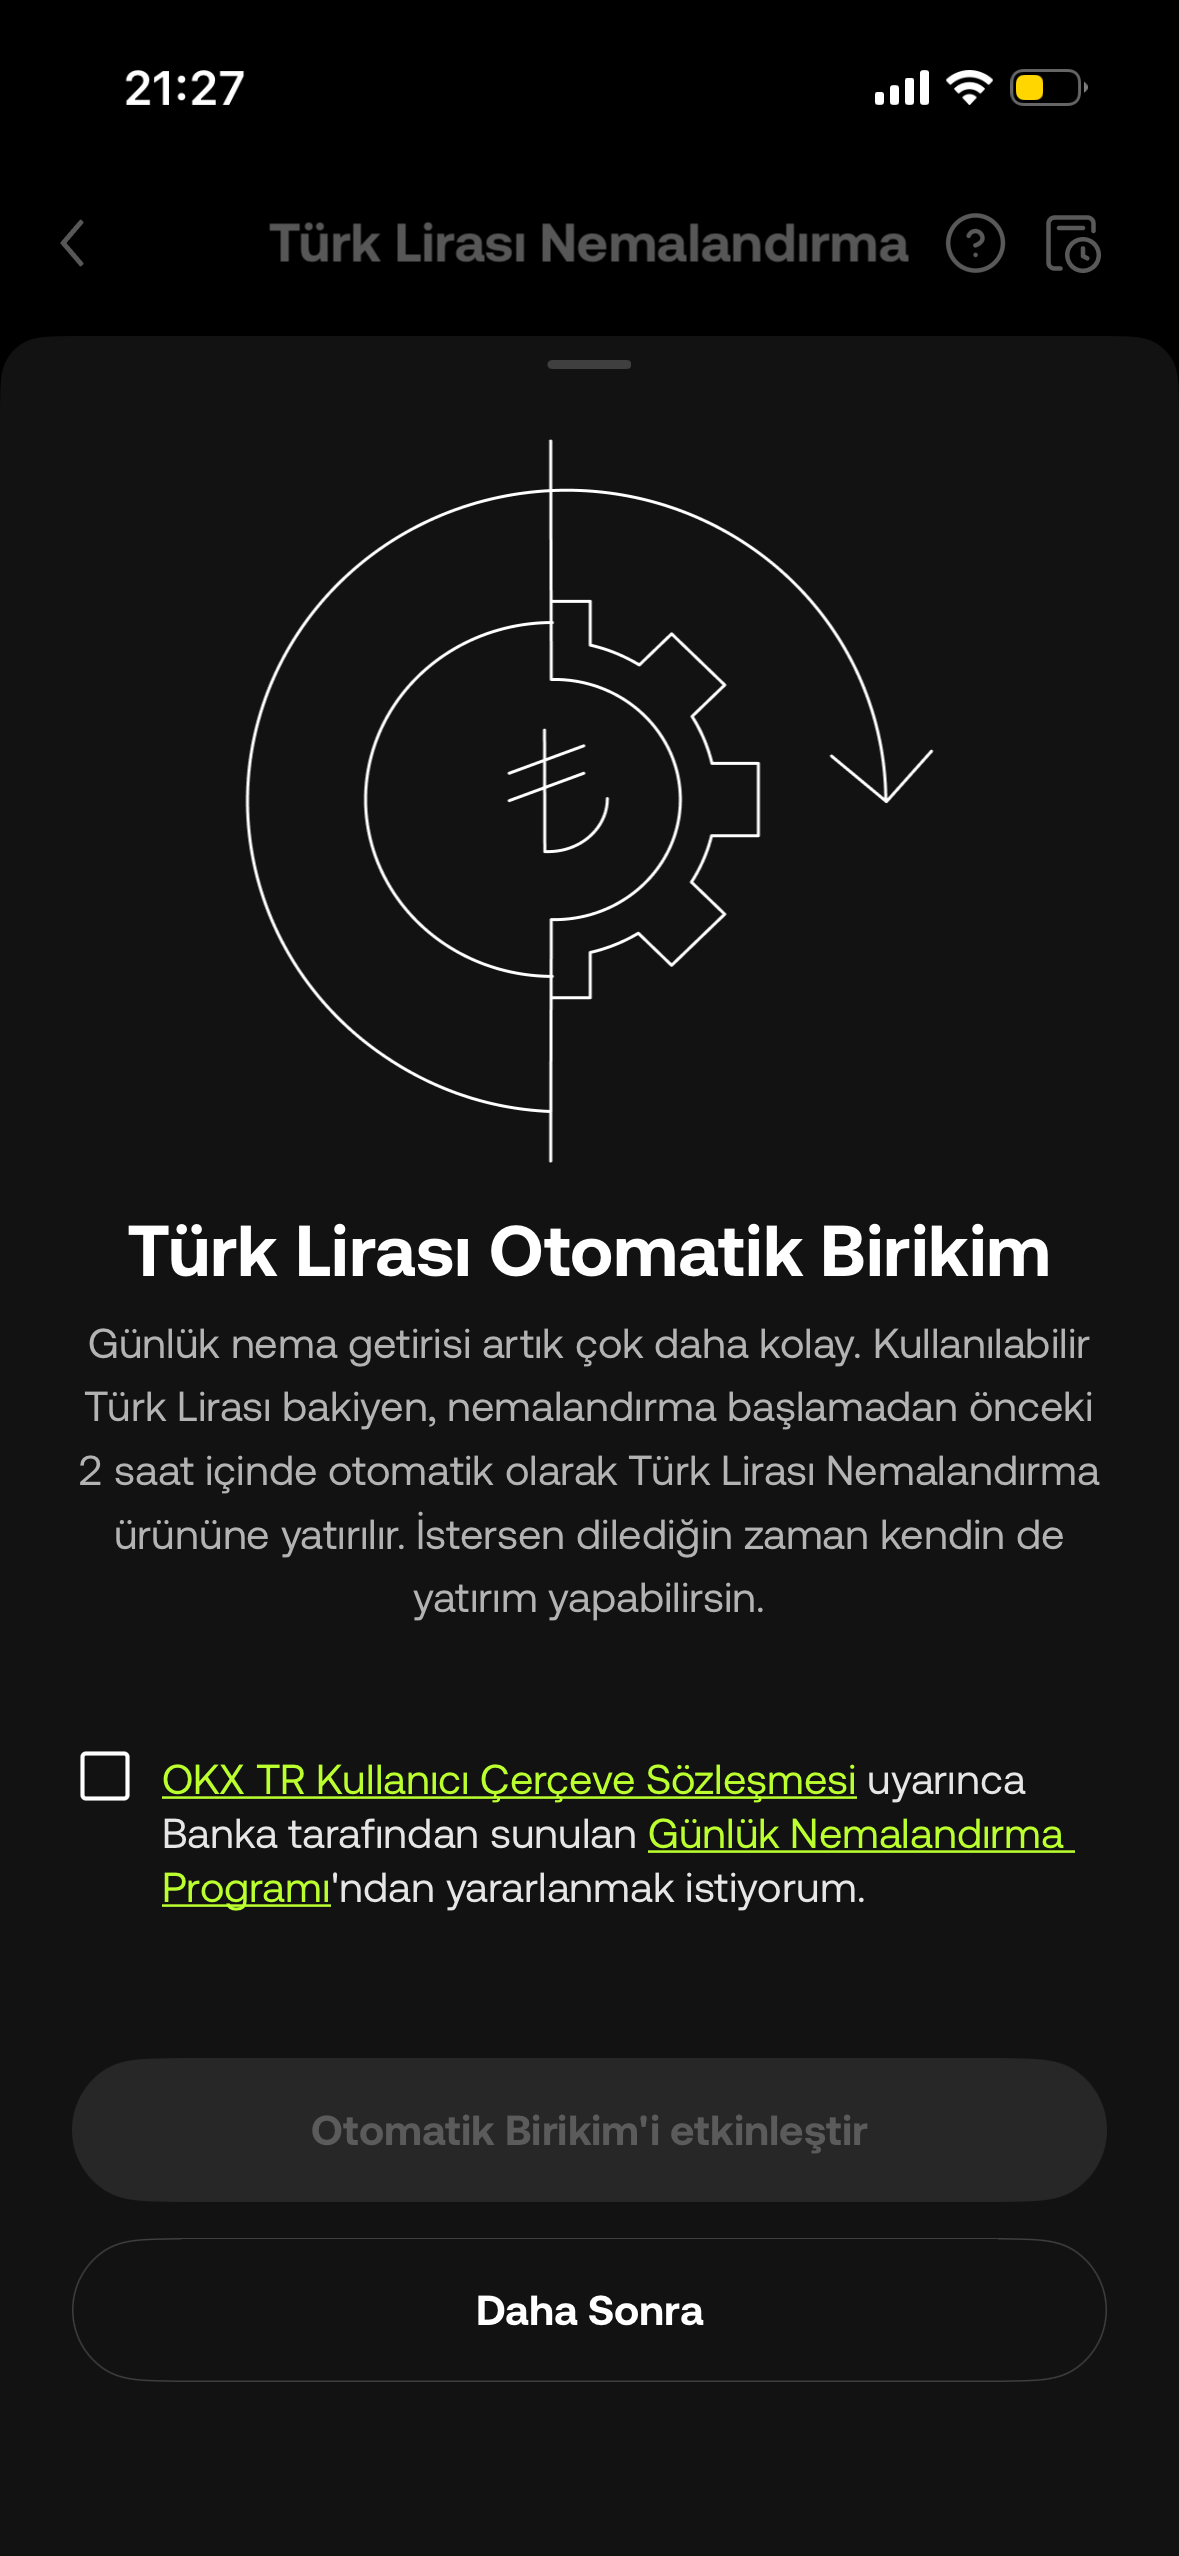 21:27
Türk Lirası Nemalandırma
Türk Lirası Otomatik Birikim
Günlük nema getirisi artık çok daha kolay. Kullanılabilir
Türk Lirası bakiyen, nemalandırma başlamadan önceki
2 saat içinde otomatik olarak Türk Lirası Nemalandırma
ürününe yatırılır. İstersen dilediğin zaman kendin de
yatırım yapabilirsin.
OKX TR Kullanıcı Çerçeve Sözleşmesi uyarınca
Banka tarafından sunulan Günlük Nemalandırma
Programı'ndan yararlanmak istiyorum.
Otomatik Birikim'i etkinleştir
Daha Sonra